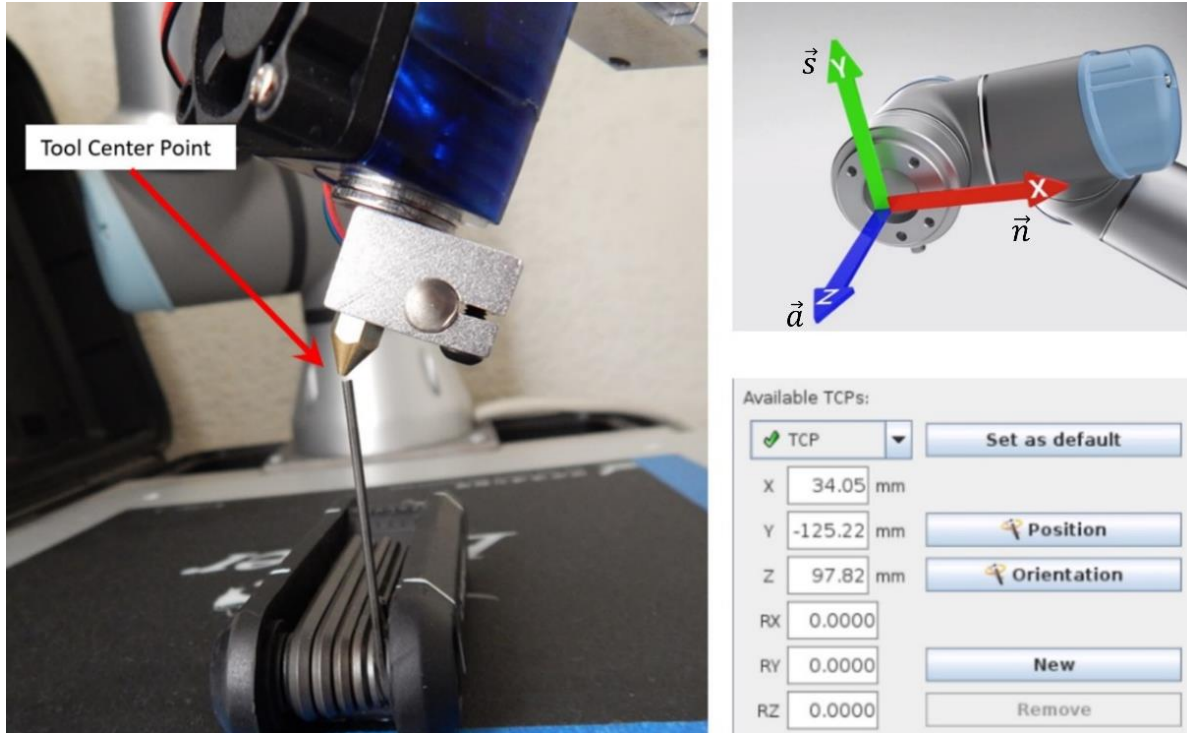 Tool Center Point
s⃗
Y
X
n⃗
Z
a⃗
Available TCPs:
TCP Set as default
X 34.05 mm
Y -125.22 mm Position
Z 97.82 mm Orientation
RX 0.0000
RY 0.0000 New
RZ 0.0000 Remove